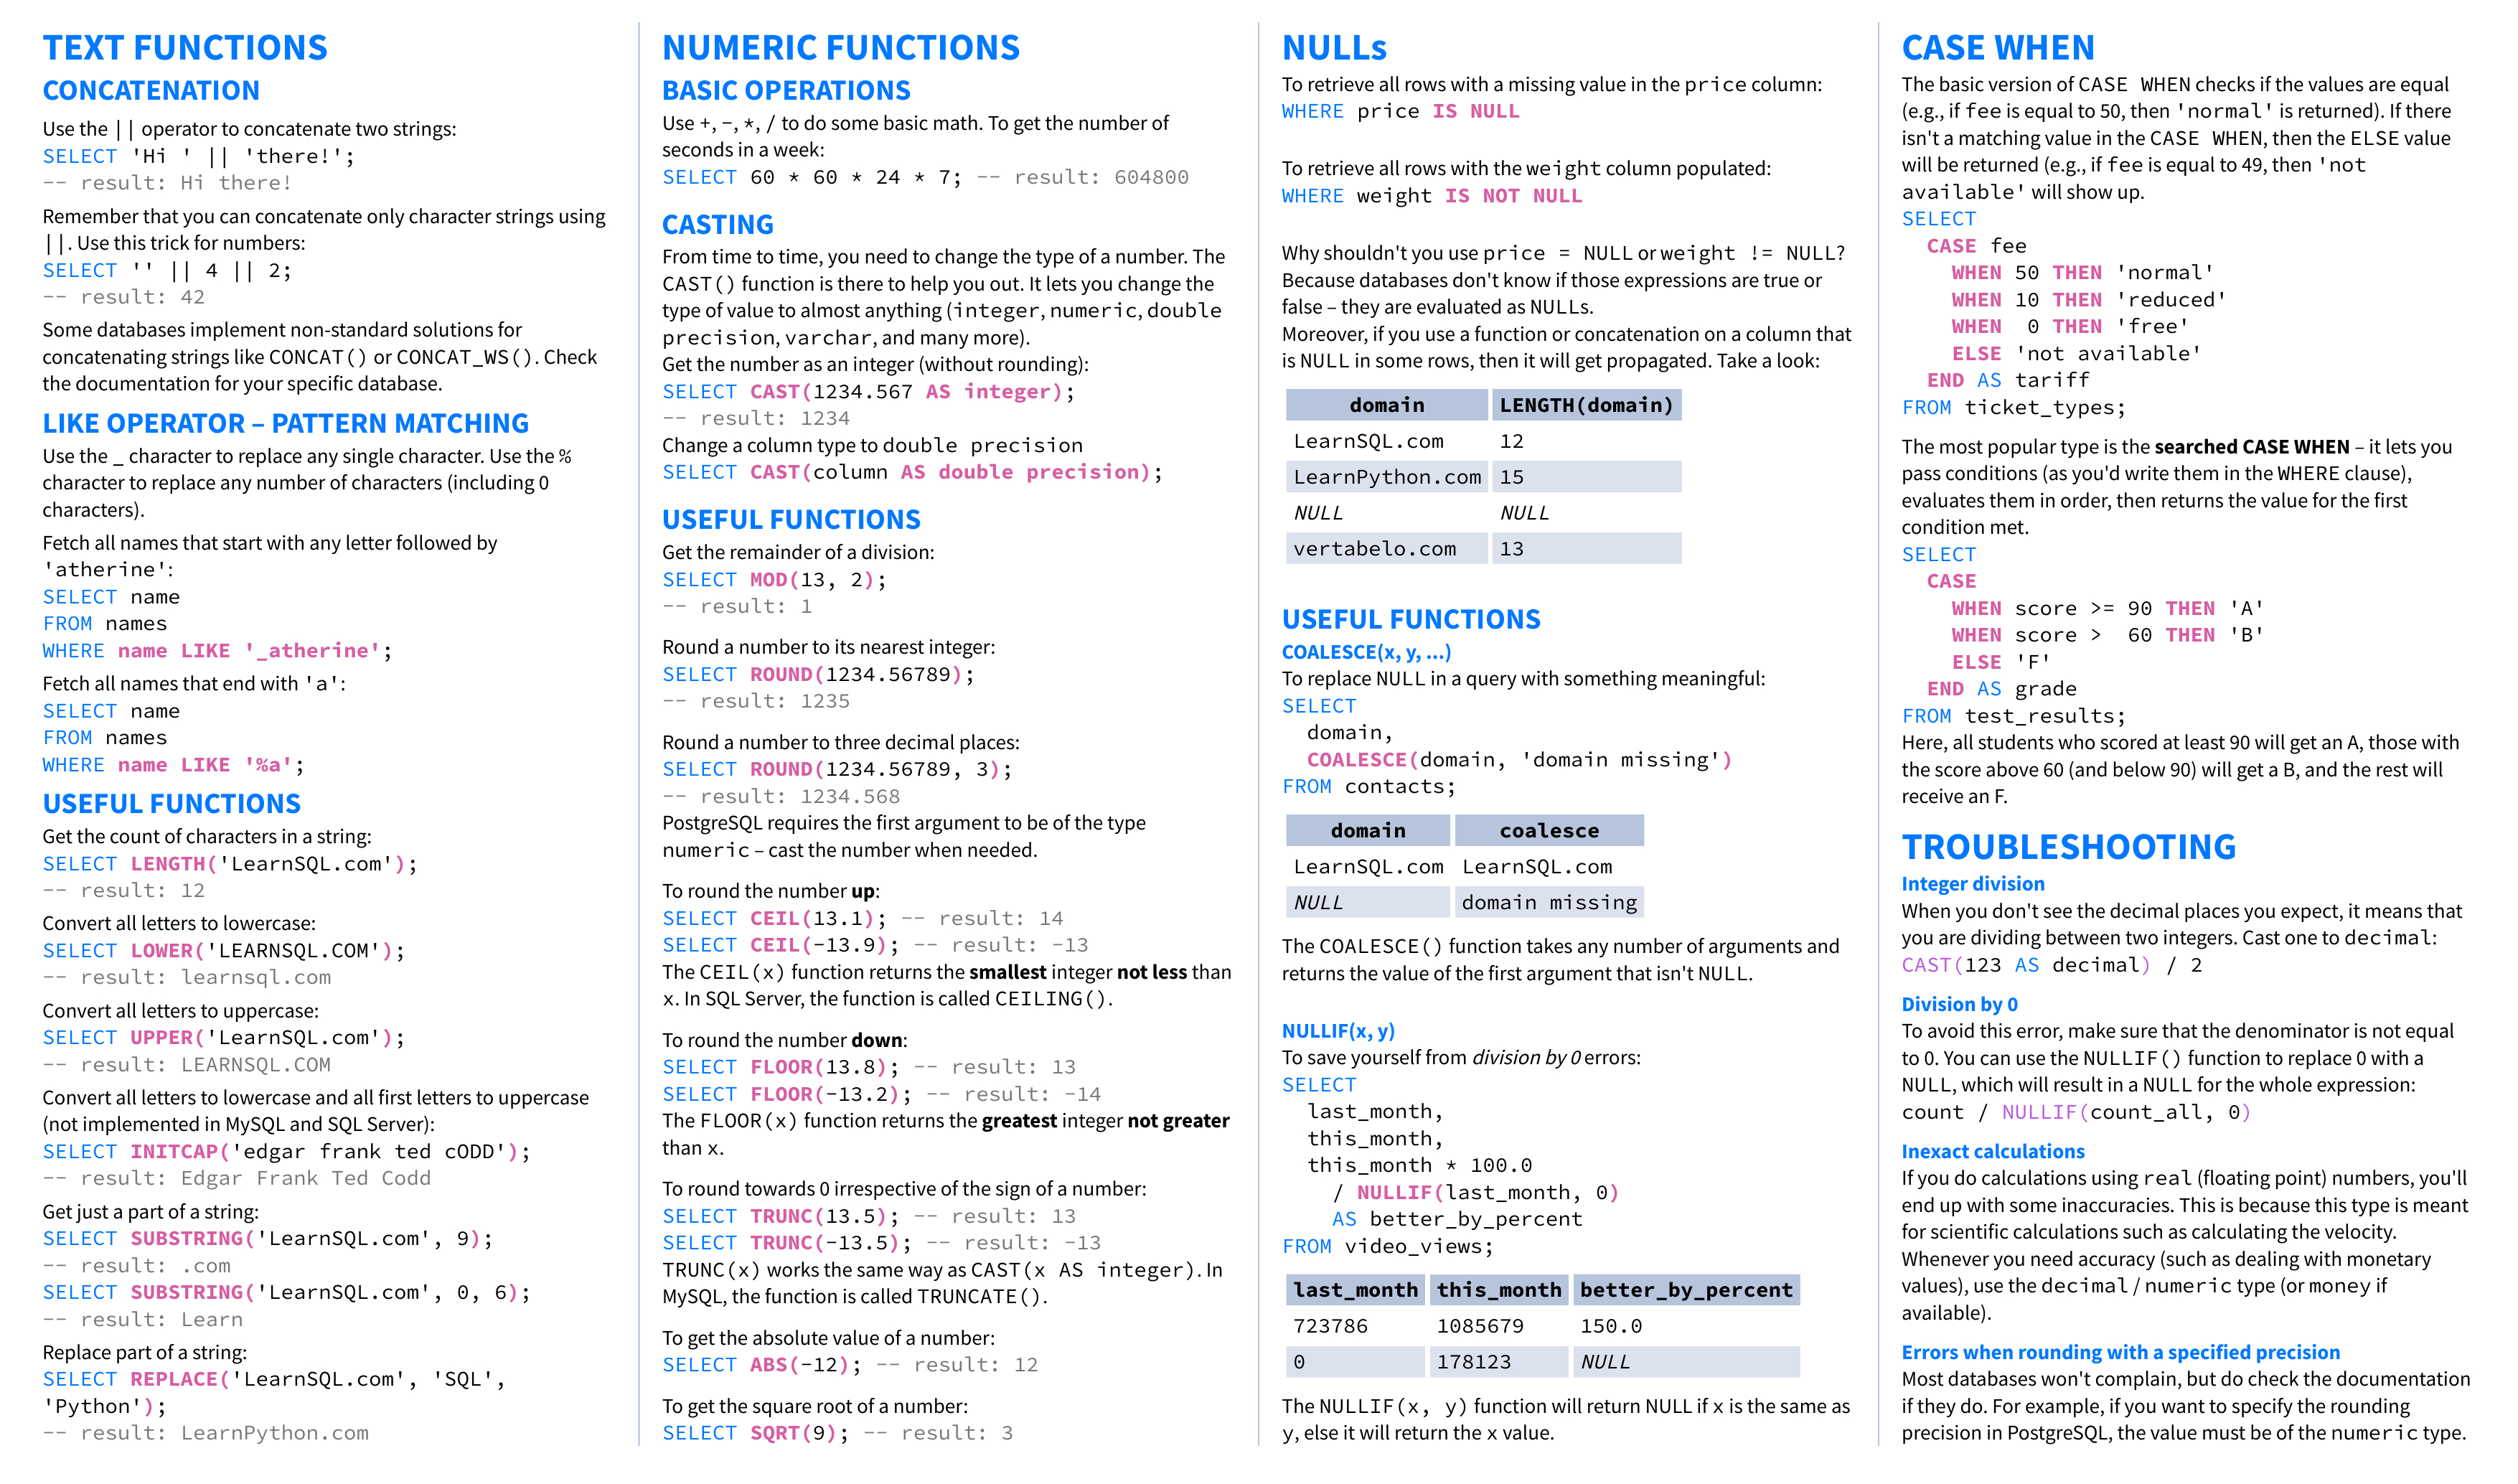 TEXT FUNCTIONS
CONCATENATION
Use the || operator to concatenate two strings:
SELECT 'Hi ' || 'there!';
-- result: Hi there!
Remember that you can concatenate only character strings using
||. Use this trick for numbers:
SELECT '' || 4 || 2;
-- result: 42
Some databases implement non-standard solutions for
concatenating strings like CONCAT() or CONCAT_WS(). Check
the documentation for your specific database.
LIKE OPERATOR – PATTERN MATCHING
Use the _ character to replace any single character. Use the %
character to replace any number of characters (including 0
characters).
Fetch all names that start with any letter followed by
'atherine':
SELECT name
FROM names
WHERE name LIKE '_atherine';
Fetch all names that end with 'a':
SELECT name
FROM names
WHERE name LIKE '%a';
USEFUL FUNCTIONS
Get the count of characters in a string:
SELECT LENGTH('LearnSQL.com');
-- result: 12
Convert all letters to lowercase:
SELECT LOWER('LEARNSQL.COM');
-- result: learnsql.com
Convert all letters to uppercase:
SELECT UPPER('LearnSQL.com');
-- result: LEARNSQL.COM
Convert all letters to lowercase and all first letters to uppercase
(not implemented in MySQL and SQL Server):
SELECT INITCAP('edgar frank ted cODD');
-- result: Edgar Frank Ted Codd
Get just a part of a string:
SELECT SUBSTRING('LearnSQL.com', 9);
-- result: .com
SELECT SUBSTRING('LearnSQL.com', 0, 6);
-- result: Learn
Replace part of a string:
SELECT REPLACE('LearnSQL.com', 'SQL',
'Python');
-- result: LearnPython.com
NUMERIC FUNCTIONS
BASIC OPERATIONS
Use +, -, *, / to do some basic math. To get the number of
seconds in a week:
SELECT 60 * 60 * 24 * 7; -- result: 604800
CASTING
From time to time, you need to change the type of a number. The
CAST() function is there to help you out. It lets you change the
type of value to almost anything (integer, numeric, double
precision, varchar, and many more).
Get the number as an integer (without rounding):
SELECT CAST(1234.567 AS integer);
-- result: 1234
Change a column type to double precision
SELECT CAST(column AS double precision);
USEFUL FUNCTIONS
Get the remainder of a division:
SELECT MOD(13, 2);
-- result: 1
Round a number to its nearest integer:
SELECT ROUND(1234.56789);
-- result: 1235
Round a number to three decimal places:
SELECT ROUND(1234.56789, 3);
-- result: 1234.568
PostgreSQL requires the first argument to be of the type
numeric – cast the number when needed.
To round the number up:
SELECT CEIL(13.1); -- result: 14
SELECT CEIL(-13.9); -- result: -13
The CEIL(x) function returns the smallest integer not less than
x. In SQL Server, the function is called CEILING().
To round the number down:
SELECT FLOOR(13.8); -- result: 13
SELECT FLOOR(-13.2); -- result: -14
The FLOOR(x) function returns the greatest integer not greater
than x.
To round towards 0 irrespective of the sign of a number:
SELECT TRUNC(13.5); -- result: 13
SELECT TRUNC(-13.5); -- result: -13
TRUNC(x) works the same way as CAST(x AS integer). In
MySQL, the function is called TRUNCATE().
To get the absolute value of a number:
SELECT ABS(-12); -- result: 12
To get the square root of a number:
SELECT SQRT(9); -- result: 3
NULLs
To retrieve all rows with a missing value in the price column:
WHERE price IS NULL
To retrieve all rows with the weight column populated:
WHERE weight IS NOT NULL
Why shouldn't you use price = NULL or weight != NULL?
Because databases don't know if those expressions are true or
false – they are evaluated as NULLs.
Moreover, if you use a function or concatenation on a column that
is NULL in some rows, then it will get propagated. Take a look:
domain LENGTH(domain)
LearnSQL.com 12
LearnPython.com 15
NULL NULL
vertabelo.com 13
USEFUL FUNCTIONS
COALESCE(x, y, ...)
To replace NULL in a query with something meaningful:
SELECT
domain,
COALESCE(domain, 'domain missing')
FROM contacts;
domain coalesce
LearnSQL.com LearnSQL.com
NULL domain missing
The COALESCE() function takes any number of arguments and
returns the value of the first argument that isn't NULL.
NULLIF(x, y)
To save yourself from division by 0 errors:
SELECT
last_month,
this_month,
this_month * 100.0
/ NULLIF(last_month, 0)
AS better_by_percent
FROM video_views;
last_month this_month better_by_percent
723786 1085679 150.0
0 178123 NULL
The NULLIF(x, y) function will return NULL if x is the same as
y, else it will return the x value.
CASE WHEN
The basic version of CASE WHEN checks if the values are equal
(e.g., if fee is equal to 50, then 'normal' is returned). If there
isn't a matching value in the CASE WHEN, then the ELSE value
will be returned (e.g., if fee is equal to 49, then 'not
available' will show up.
SELECT
CASE fee
WHEN 50 THEN 'normal'
WHEN 10 THEN 'reduced'
WHEN  0 THEN 'free'
ELSE 'not available'
END AS tariff
FROM ticket_types;
The most popular type is the searched CASE WHEN – it lets you
pass conditions (as you'd write them in the WHERE clause),
evaluates them in order, then returns the value for the first
condition met.
SELECT
CASE
WHEN score >= 90 THEN 'A'
WHEN score >  60 THEN 'B'
ELSE 'F'
END AS grade
FROM test_results;
Here, all students who scored at least 90 will get an A, those with
the score above 60 (and below 90) will get a B, and the rest will
receive an F.
TROUBLESHOOTING
Integer division
When you don't see the decimal places you expect, it means that
you are dividing between two integers. Cast one to decimal:
CAST(123 AS decimal) / 2
Division by 0
To avoid this error, make sure that the denominator is not equal
to 0. You can use the NULLIF() function to replace 0 with a
NULL, which will result in a NULL for the whole expression:
count / NULLIF(count_all, 0)
Inexact calculations
If you do calculations using real (floating point) numbers, you'll
end up with some inaccuracies. This is because this type is meant
for scientific calculations such as calculating the velocity.
Whenever you need accuracy (such as dealing with monetary
values), use the decimal / numeric type (or money if
available).
Errors when rounding with a specified precision
Most databases won't complain, but do check the documentation
if they do. For example, if you want to specify the rounding
precision in PostgreSQL, the value must be of the numeric type.